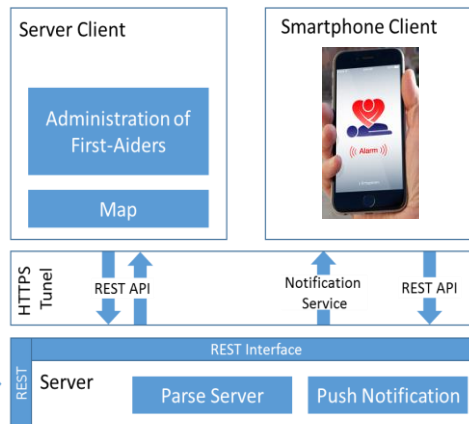 Server Client
Administration of
First-Aiders
Map
Smartphone Client
((( Alarm )))
HTTPS
Tunel
REST API
Notification
Service
REST API
REST Interface
REST
Server
Parse Server
Push Notification